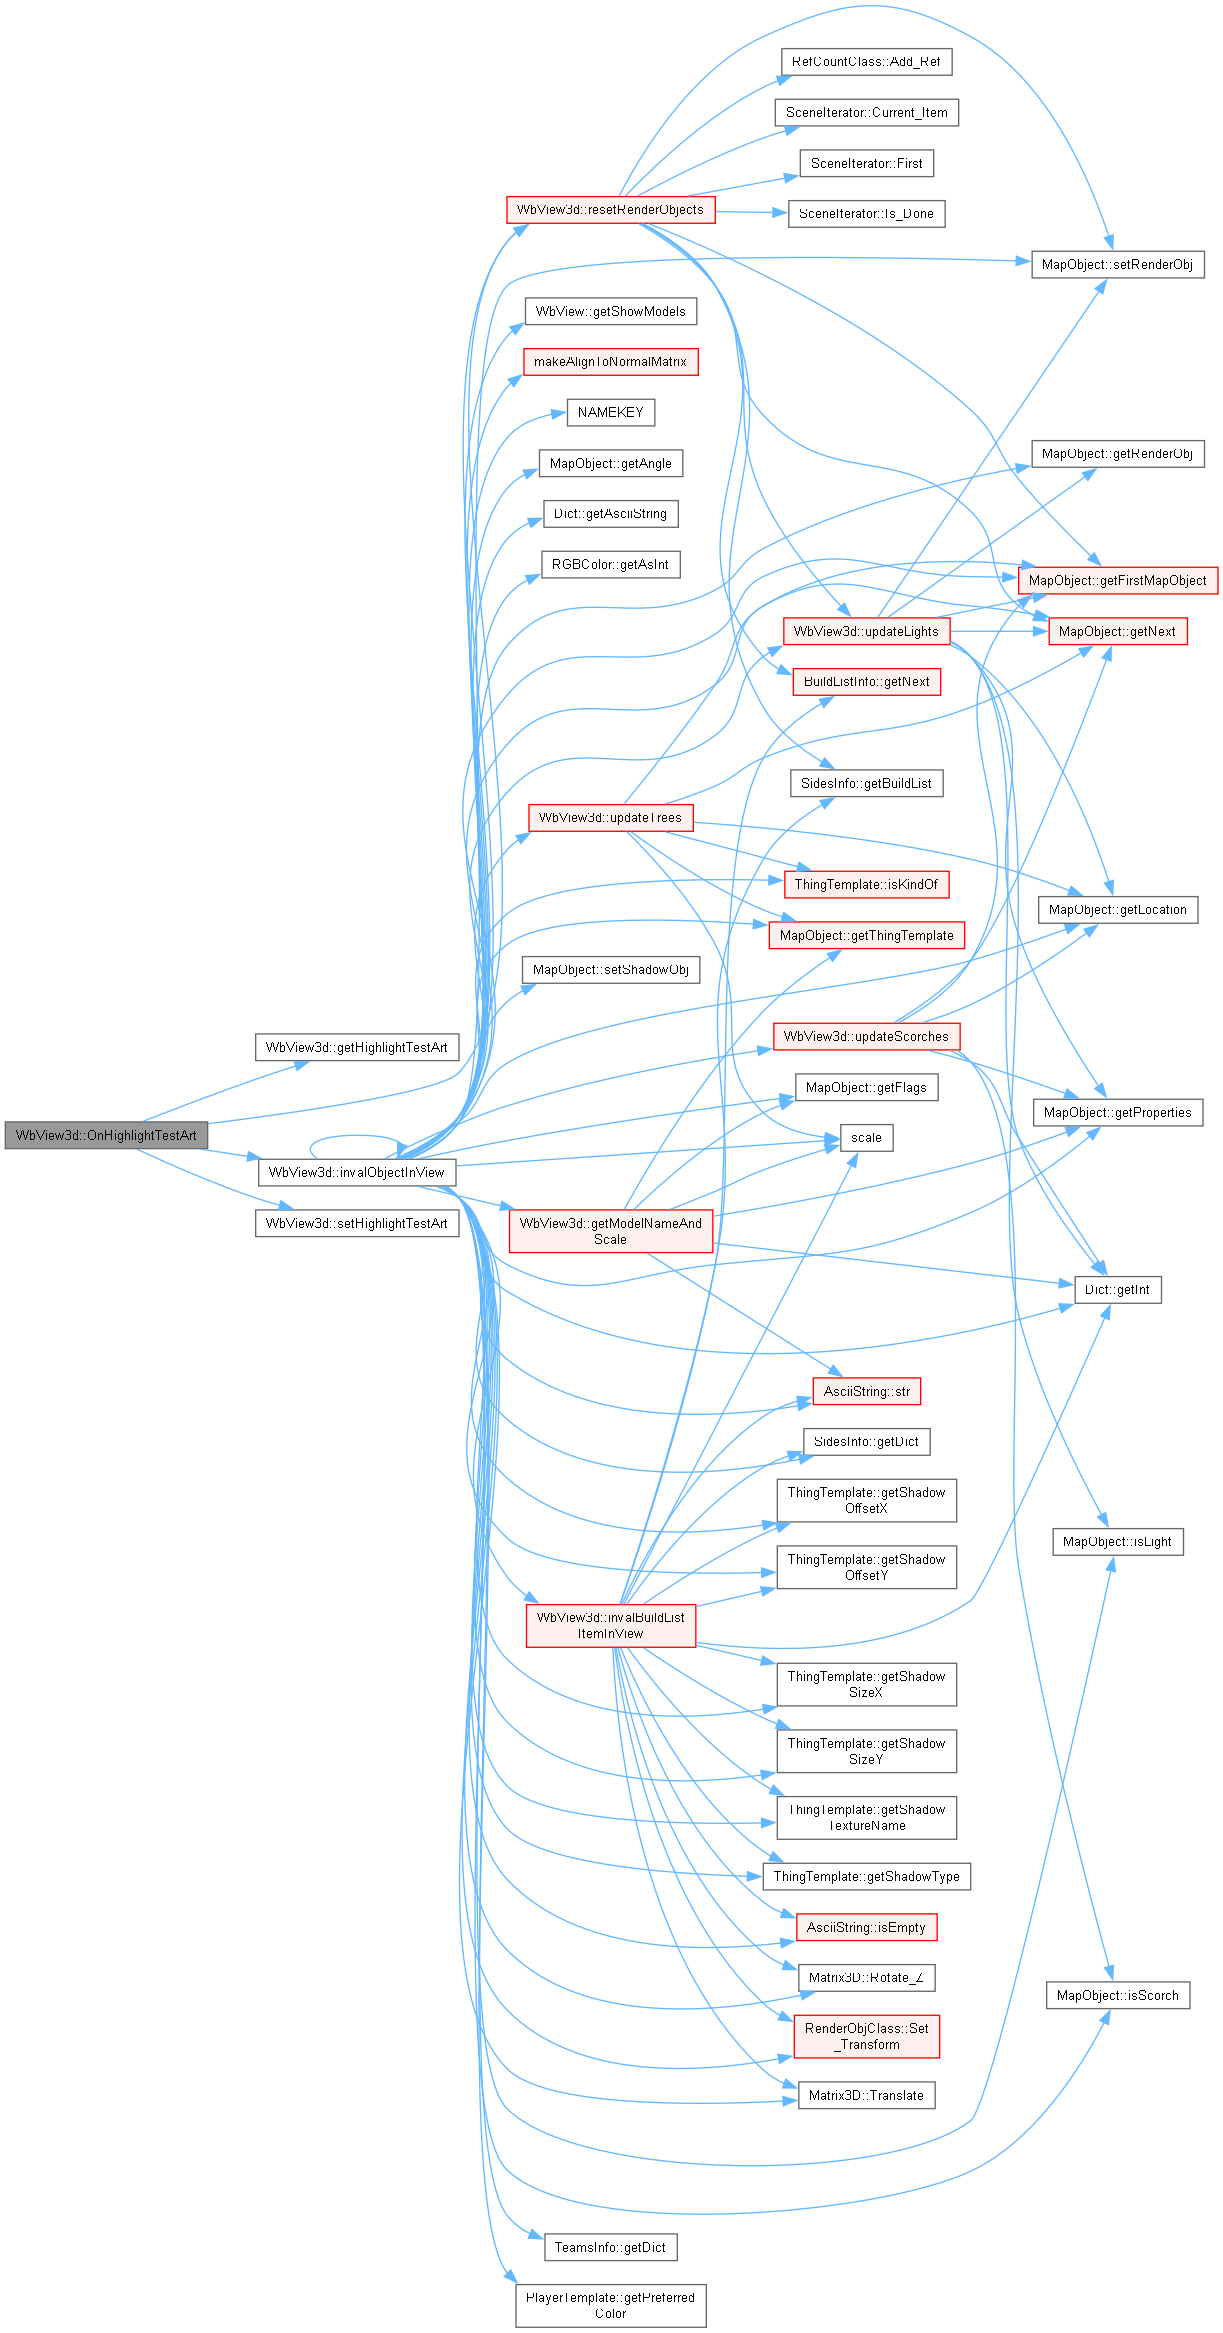 RefCountClass::Add_Ref
SceneIterator::Current_Item
SceneIterator::First
WbView3d::resetRenderObjects
SceneIterator::Is_Done
MapObject::setRenderObj
WbView::getShowModels
makeAlignToNormalMatrix
NAMEKEY
MapObject::getRenderObj
MapObject::getAngle
Dict::getAsciiString
RGBColor::getAsInt
MapObject::getFirstMapObject
WbView3d::updateLights
MapObject::getNext
BuildListInfo::getNext
SidesInfo::getBuildList
WbView3d::updateTrees
ThingTemplate::isKindOf
MapObject::getLocation
MapObject::getThingTemplate
MapObject::setShadowObj
WbView3d::updateScorches
WbView3d::getHighlightTestArt
MapObject::getFlags
MapObject::getProperties
WbView3d::OnHighlightTestArt
scale
WbView3d::invalObjectInView
WbView3d::setHighlightTestArt
WbView3d::getModelNameAnd
Scale
Dict::getInt
AsciiString::str
SidesInfo::getDict
ThingTemplate::getShadow
OffsetX
MapObject::isLight
ThingTemplate::getShadow
OffsetY
WbView3d::invalBuildList
ItemInView
ThingTemplate::getShadow
SizeX
ThingTemplate::getShadow
SizeY
ThingTemplate::getShadow
TextureName
ThingTemplate::getShadowType
AsciiString::isEmpty
Matrix3D::Rotate_Z
MapObject::isScorch
RenderObjClass::Set
_Transform
Matrix3D::Translate
TeamsInfo::getDict
PlayerTemplate::getPreferred
Color